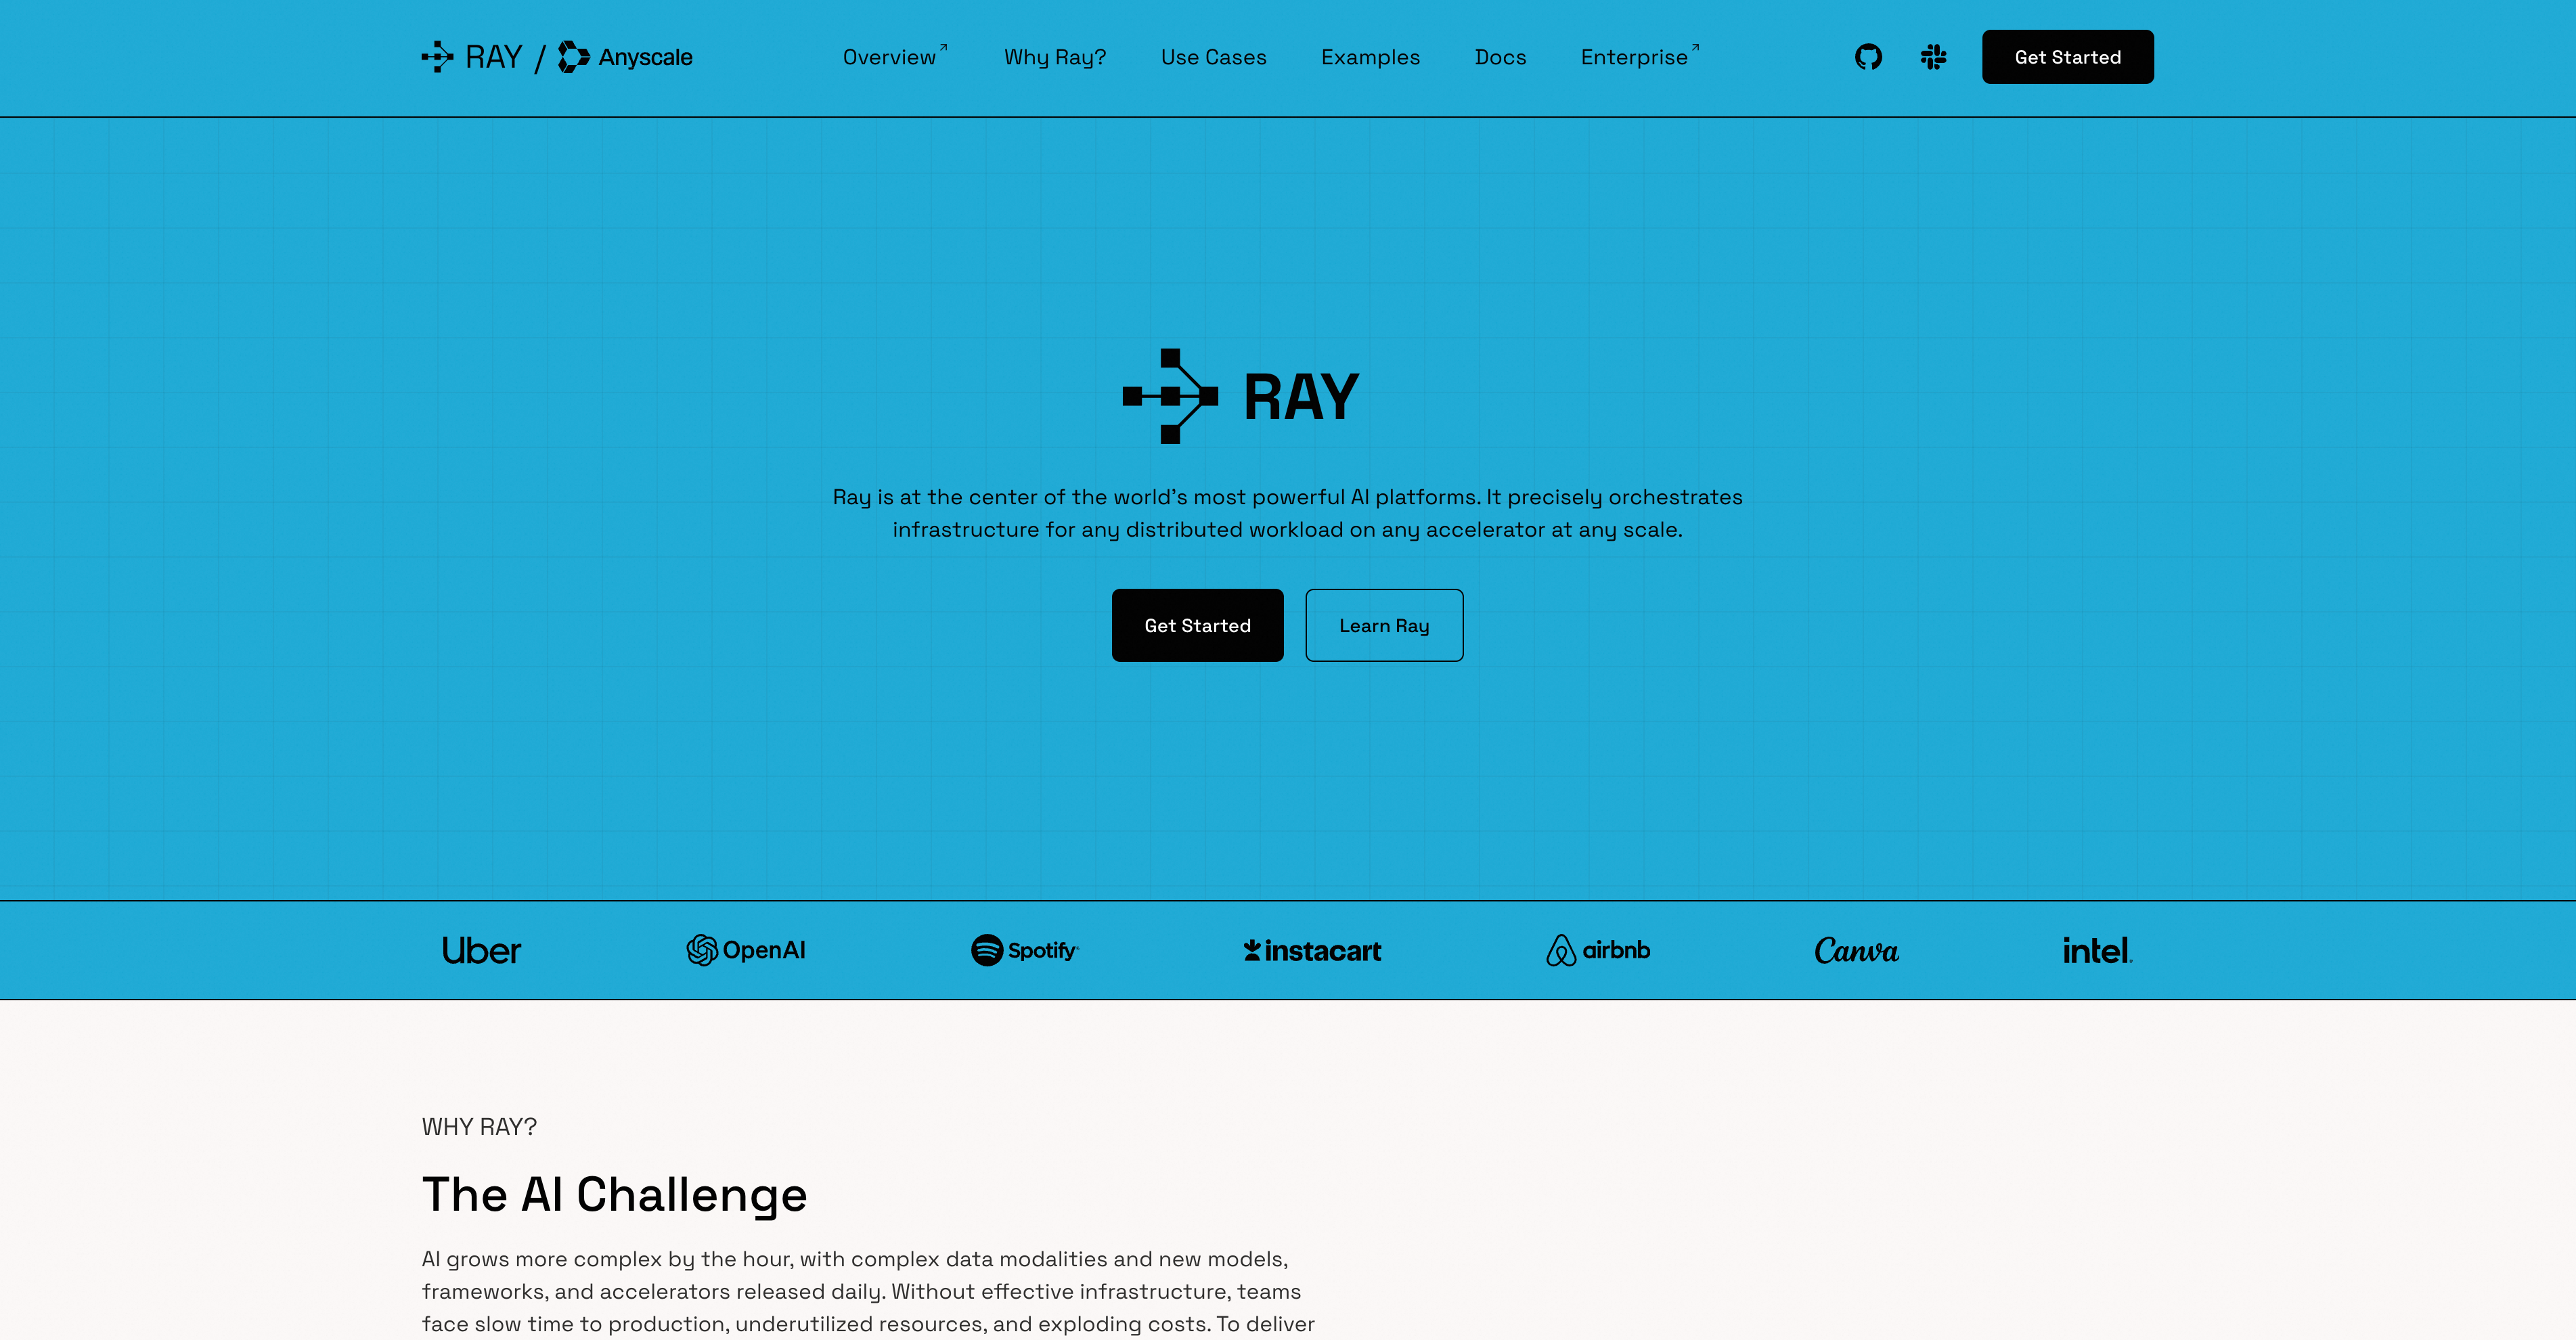 RAY / Anyscale
Overview Why Ray? Use Cases Examples Docs Enterprise Get Started
RAY
Ray is at the center of the world's most powerful AI platforms. It precisely orchestrates
infrastructure for any distributed workload on any accelerator at any scale.
Get Started Learn Ray
Uber OpenAI Spotify instacart airbnb Canva intel
WHY RAY?
The AI Challenge
AI grows more complex by the hour, with complex data modalities and new models,
frameworks, and accelerators released daily. Without effective infrastructure, teams
face slow time to production, underutilized resources, and exploding costs. To deliver